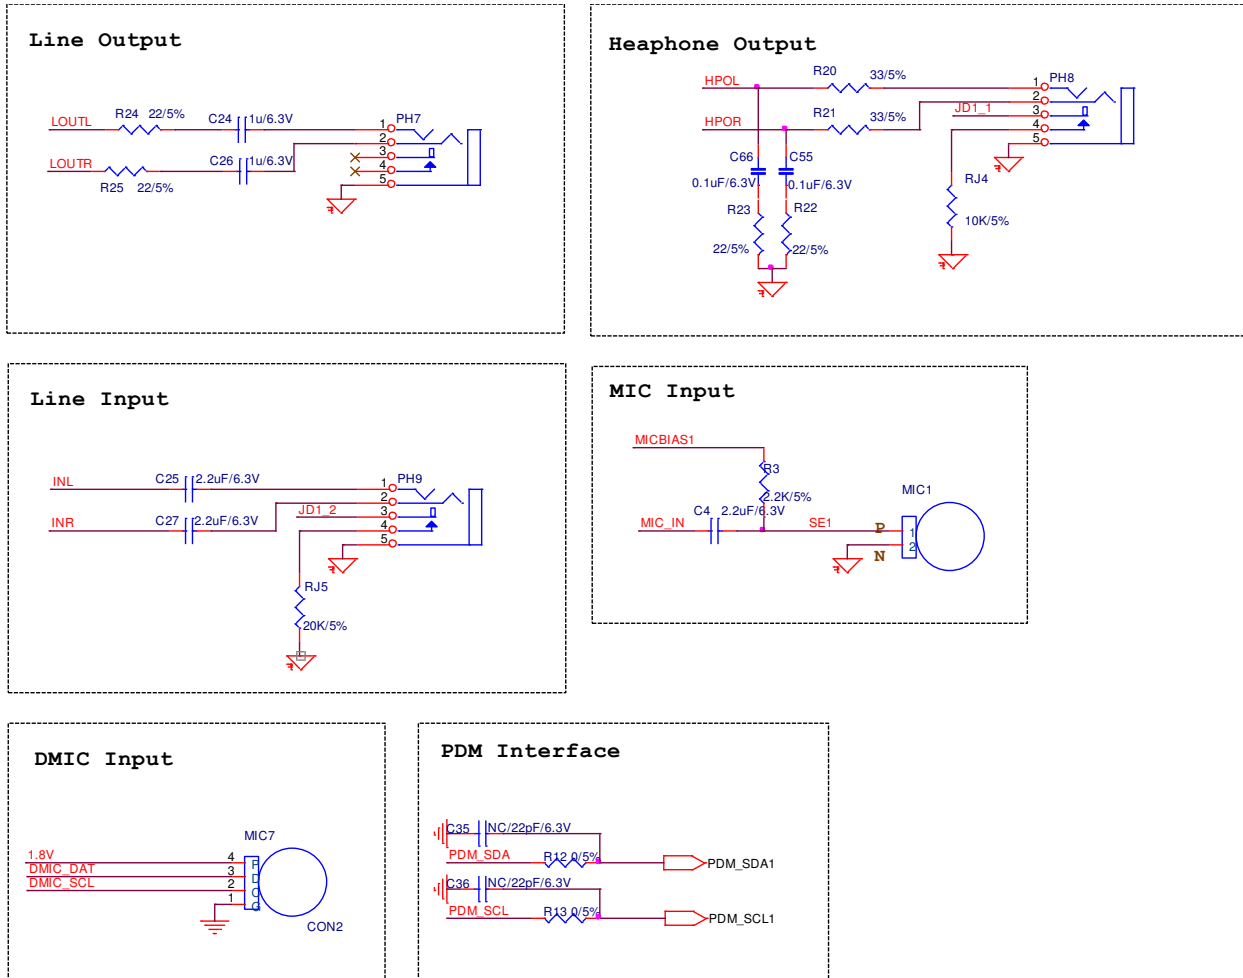 Line Output
LOUTL
R24 22/5%
C24 1u/6.3V
LOUTR
R25 22/5%
C26 1u/6.3V
PH7
1
2
3
4
5
Heaphone Output
HPOL
R20 33/5%
HPOR
R21 33/5%
C66
0.1uF/6.3V
C55
0.1uF/6.3V
R23
22/5%
R22
22/5%
JD1_1
PH8
1
2
3
4
5
RJ4
10K/5%
Line Input
INL
C25 2.2uF/6.3V
INR
C27 2.2uF/6.3V
JD1_2
PH9
1
2
3
4
5
RJ5
20K/5%
MIC Input
MICBIAS1
R3
2.2K/5%
MIC_IN
C4 2.2uF/6.3V
SE1
MIC1
P
N
1
2
DMIC Input
MIC7
1.8V
DMIC_DAT
DMIC_SCL
4 P
3 D
2 C
1 G
CON2
PDM Interface
C35 NC/22pF/6.3V
PDM_SDA
R12 0/5%
PDM_SDA1
C36 NC/22pF/6.3V
PDM_SCL
R13 0/5%
PDM_SCL1